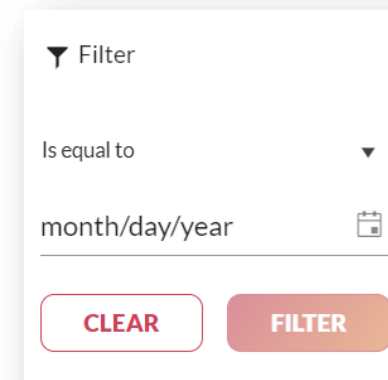 Filter
Is equal to
month/day/year
CLEAR
FILTER